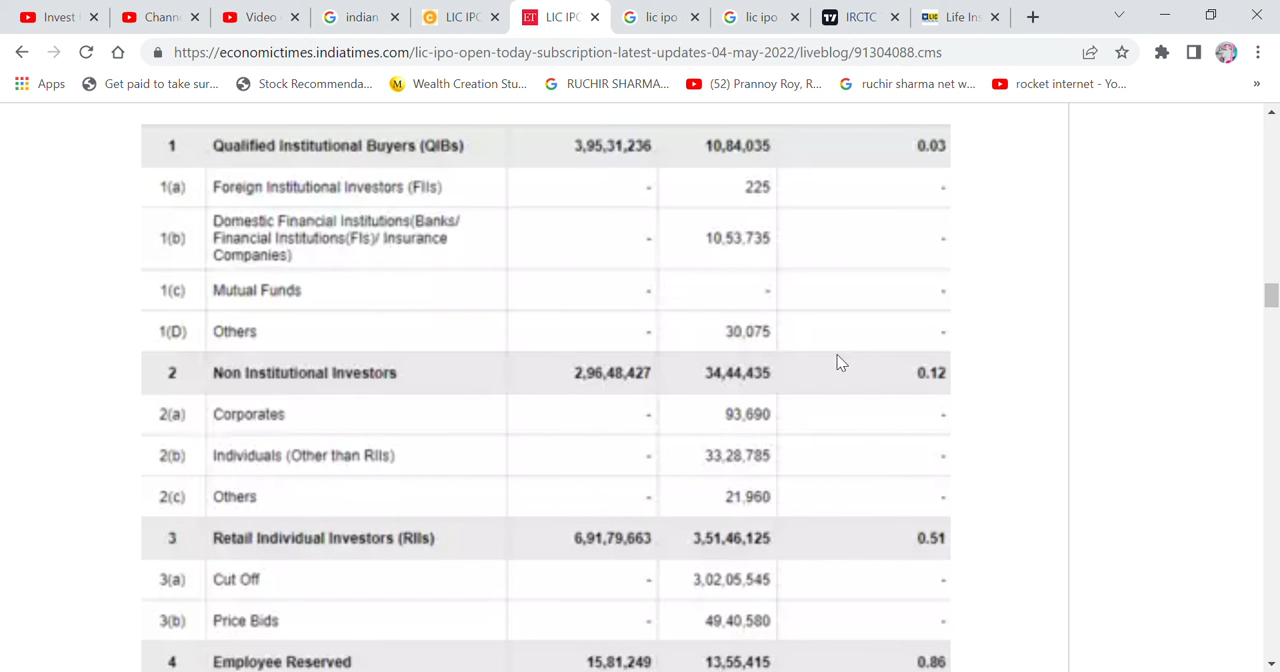 Invest
Chann
Video
indian
LIC IPC
LIC IPC
lic ipo
lic ipo
IRCTC
Life Ins
https://economictimes.indiatimes.com/lic-ipo-open-today-subscription-latest-updates-04-may-2022/liveblog/91304088.cms
Apps
Get paid to take sur...
Stock Recommenda...
Wealth Creation Stu...
RUCHIR SHARMA...
(52) Prannoy Roy, R...
ruchir sharma net w...
rocket internet - Yo...
»
1 Qualified Institutional Buyers (QIBs) 3,95,31,236 10,84,035 0.03
1(a) Foreign Institutional Investors (FIIs) - 225 -
Domestic Financial Institutions(Banks/
1(b) Financial Institutions(FIs)/ Insurance - 10,53,735 -
Companies)
1(c) Mutual Funds - - -
1(D) Others - 30,075 -
2 Non Institutional Investors 2,96,48,427 34,44,435 0.12
2(a) Corporates - 93,690 -
2(b) Individuals (Other than RIIs) - 33,28,785 -
2(c) Others - 21,960 -
3 Retail Individual Investors (RIIs) 6,91,79,663 3,51,46,125 0.51
3(a) Cut Off - 3,02,05,545 -
3(b) Price Bids - 49,40,580 -
4 Employee Reserved 15,81,249 13,55,415 0.86